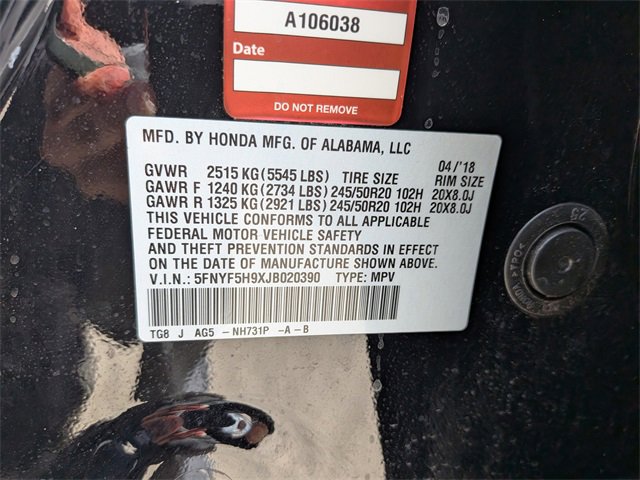 A106038
Date
DO NOT REMOVE
MFD. BY HONDA MFG. OF ALABAMA, LLC
04/'18
GVWR 2515 KG(5545 LBS) TIRE SIZE RIM SIZE
GAWR F 1240 KG(2734 LBS) 245/50R20 102H 20X8.0J
GAWR R 1325 KG(2921 LBS) 245/50R20 102H 20X8.0J
THIS VEHICLE CONFORMS TO ALL APPLICABLE
FEDERAL MOTOR VEHICLE SAFETY
AND THEFT PREVENTION STANDARDS IN EFFECT
ON THE DATE OF MANUFACTURE SHOWN ABOVE.
V.I.N.: 5FNYF5H9XJB020390 TYPE: MPV
TG8 J AG5 -NH731P -A-B
25
>TPO<